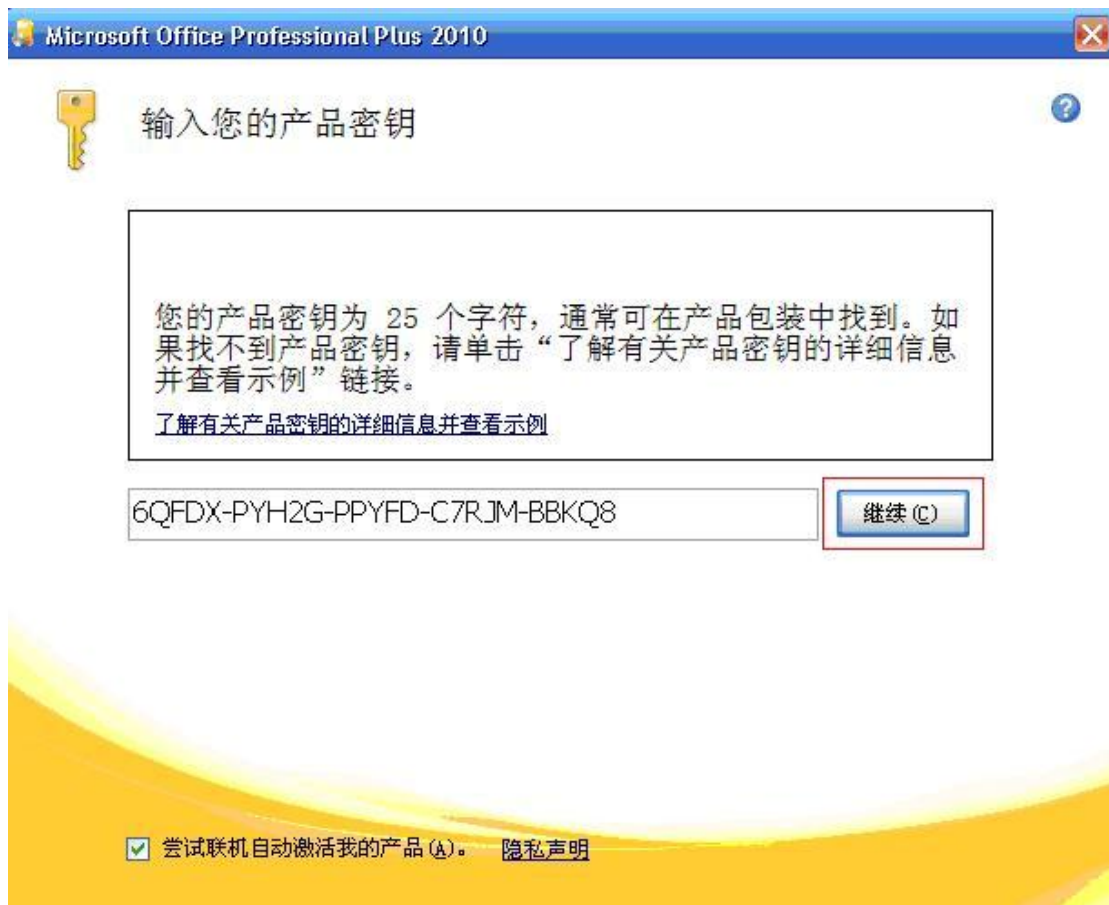 Microsoft Office Professional Plus 2010
输入您的产品密钥
您的产品密钥为 25 个字符，通常可在产品包装中找到。如
果找不到产品密钥，请单击“了解有关产品密钥的详细信息
并查看示例”链接。
了解有关产品密钥的详细信息并查看示例
6QFDX-PYH2G-PPYFD-C7RJM-BBKQ8
继续(C)
尝试联机自动激活我的产品(A)。 隐私声明